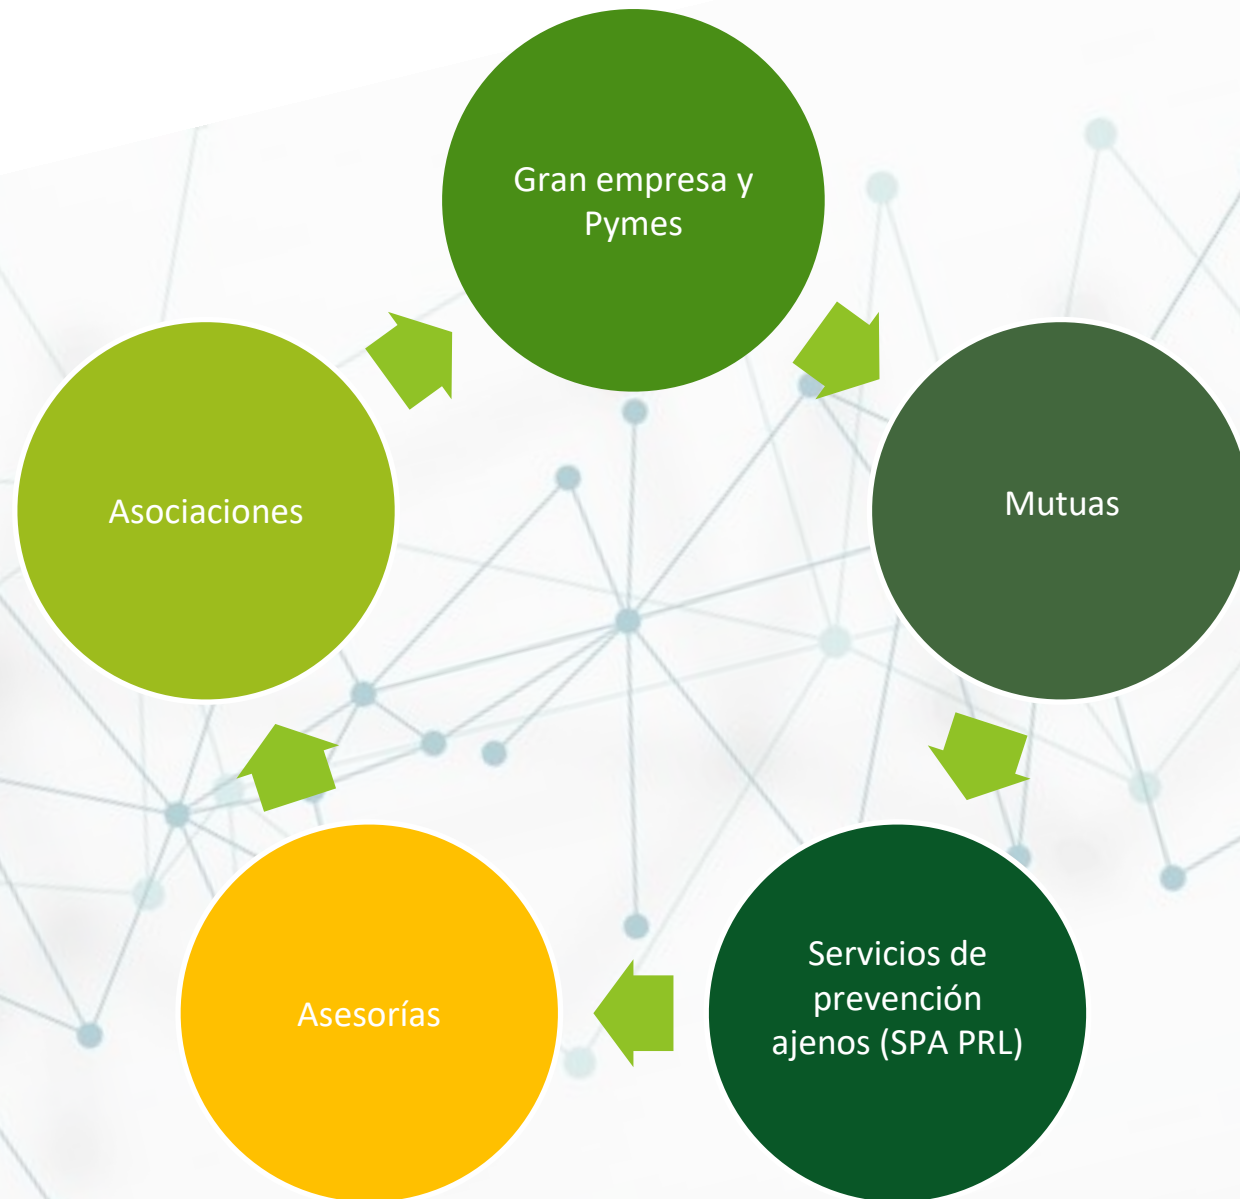 Gran empresa y
Pymes
Mutuas
Servicios de
prevención
ajenos (SPA PRL)
Asesorías
Asociaciones